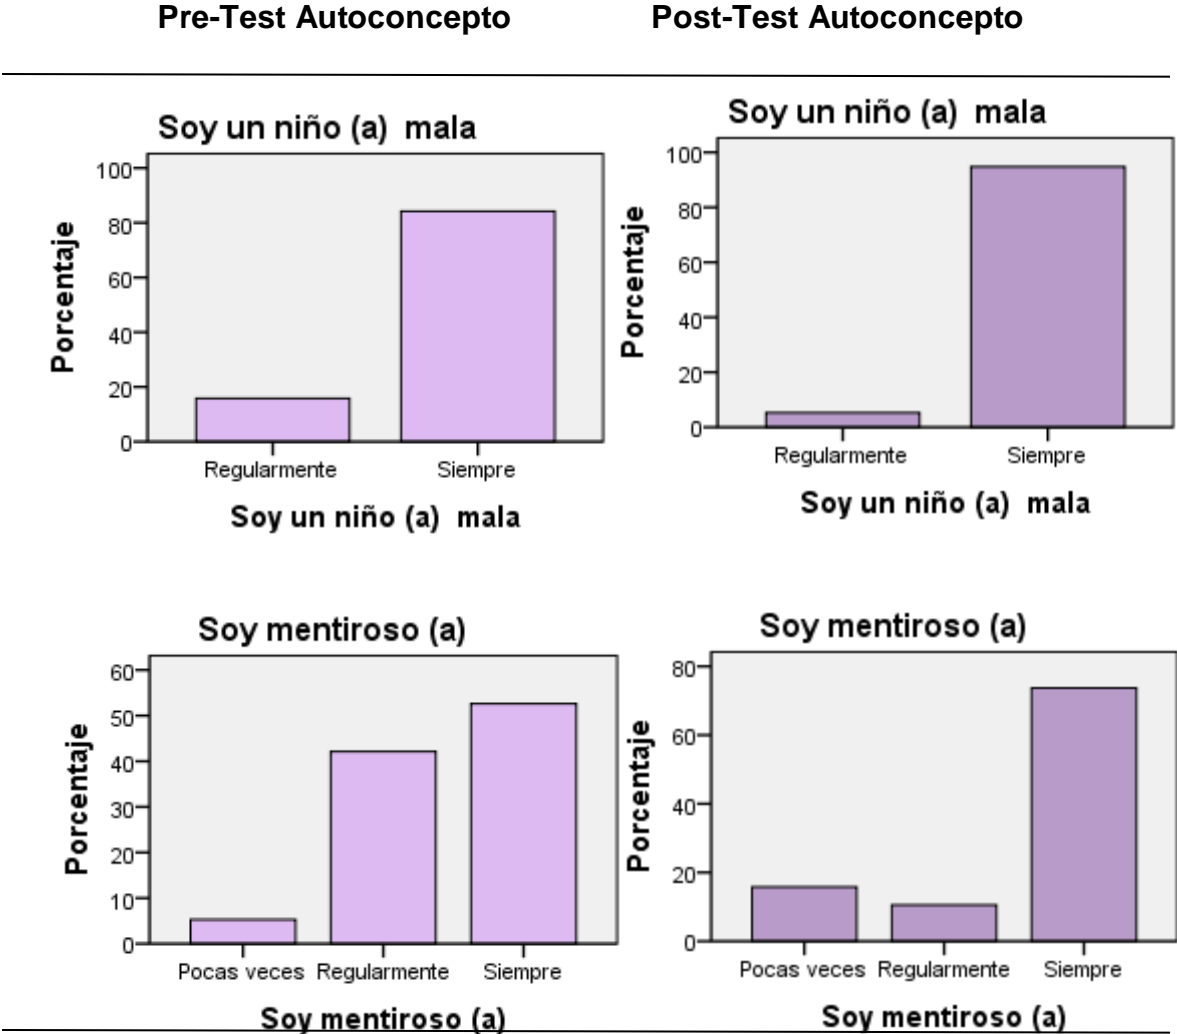 Pre-Test Autoconcepto
Post-Test Autoconcepto
Soy un niño (a) mala
Porcentaje
100
80
60
40
20
0
Regularmente
Siempre
Soy un niño (a) mala
Soy un niño (a) mala
Porcentaje
100
80
60
40
20
0
Regularmente
Siempre
Soy un niño (a) mala
Soy mentiroso (a)
Porcentaje
60
50
40
30
20
10
0
Pocas veces
Regularmente
Siempre
Soy mentiroso (a)
Soy mentiroso (a)
Porcentaje
80
60
40
20
0
Pocas veces
Regularmente
Siempre
Soy mentiroso (a)